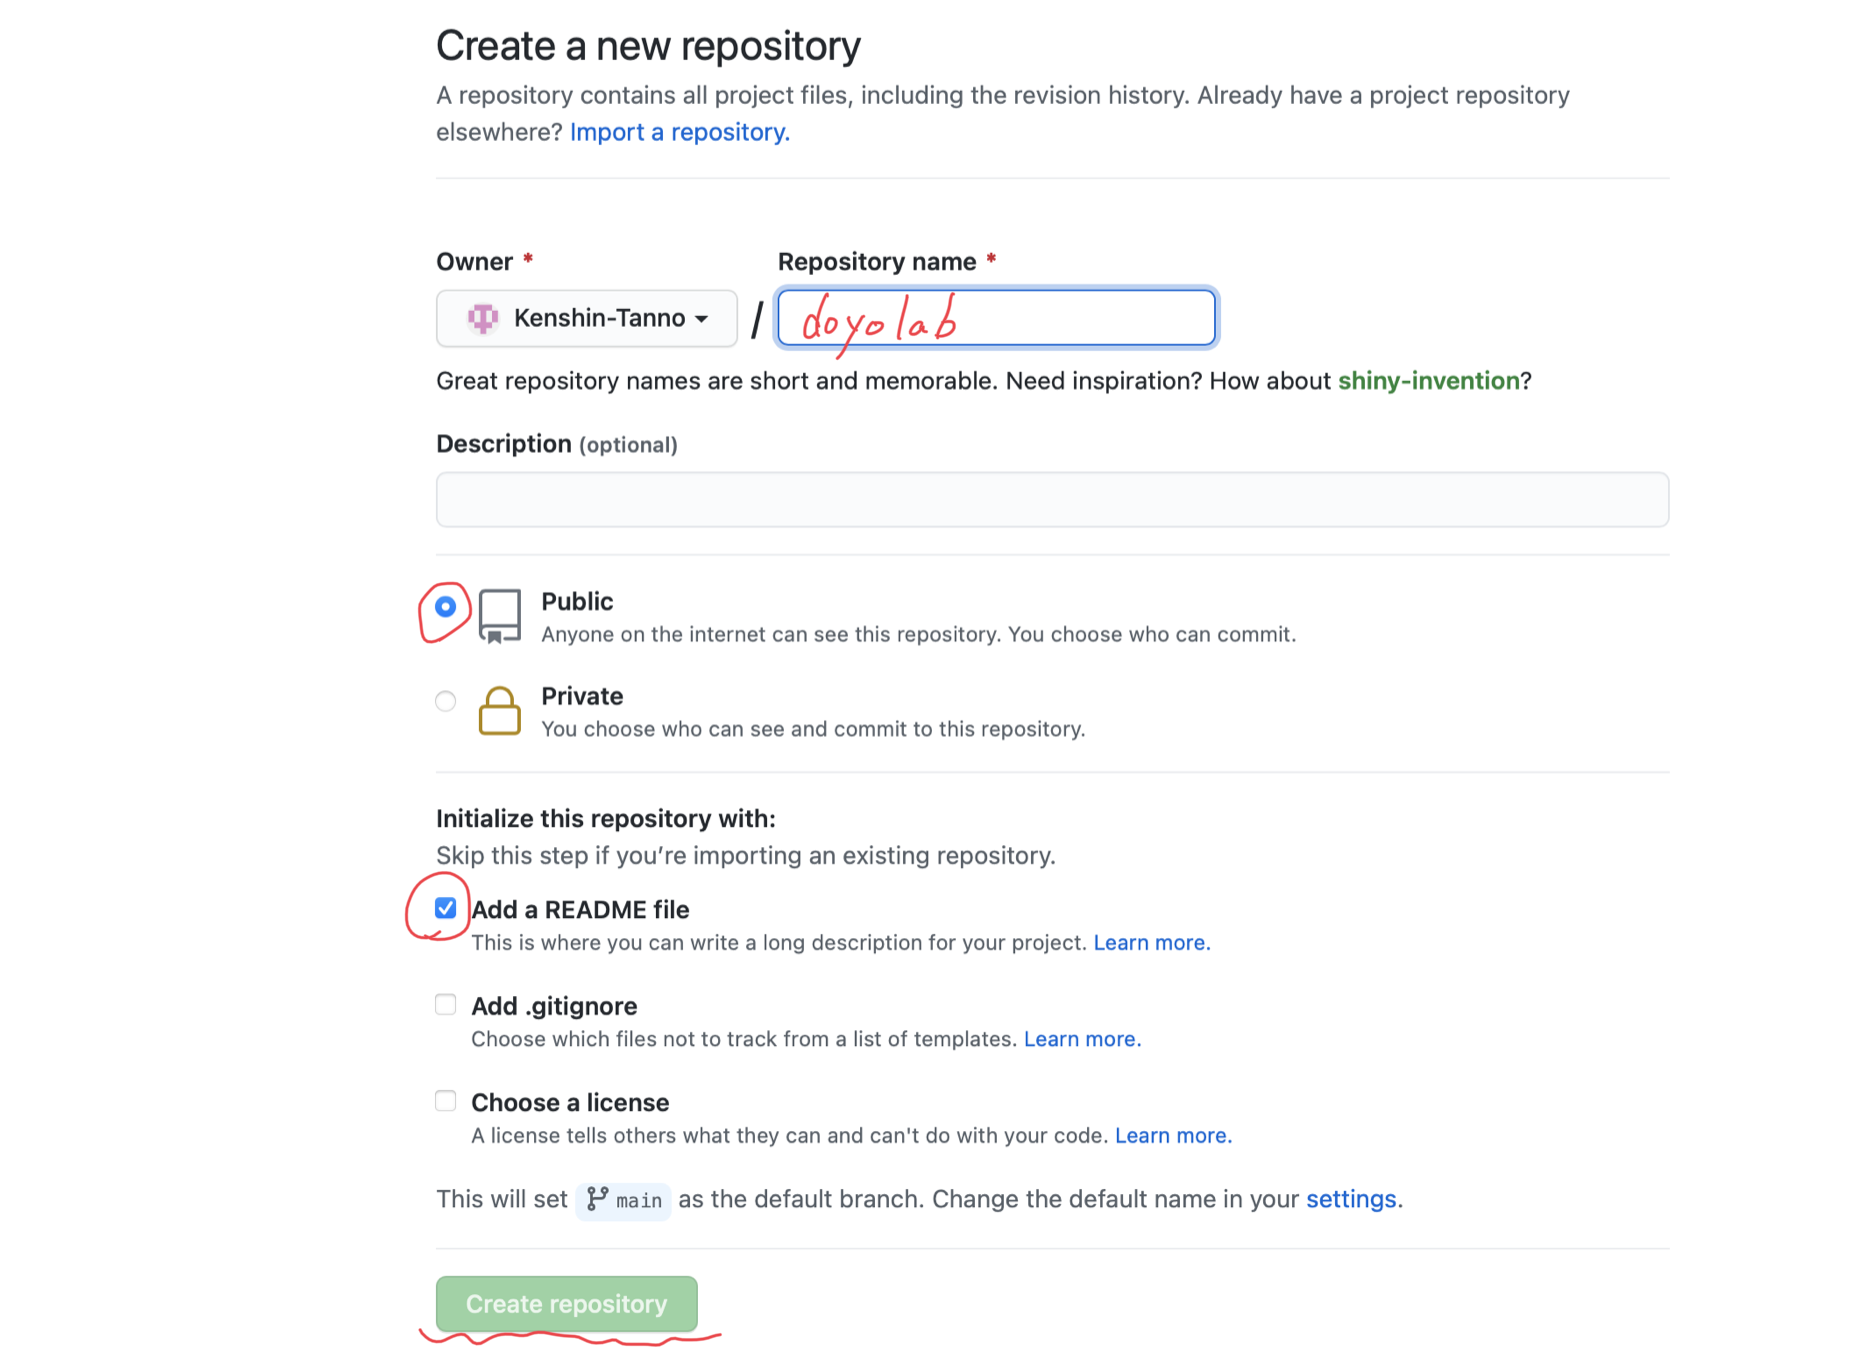 Create a new repository
A repository contains all project files, including the revision history. Already have a project repository
elsewhere? Import a repository.
Owner * Repository name *
Kenshin-Tanno / doyolab
Great repository names are short and memorable. Need inspiration? How about shiny-invention?
Description (optional)
Public
Anyone on the internet can see this repository. You choose who can commit.
Private
You choose who can see and commit to this repository.
Initialize this repository with:
Skip this step if you’re importing an existing repository.
Add a README file
This is where you can write a long description for your project. Learn more.
Add .gitignore
Choose which files not to track from a list of templates. Learn more.
Choose a license
A license tells others what they can and can't do with your code. Learn more.
This will set main as the default branch. Change the default name in your settings.
Create repository